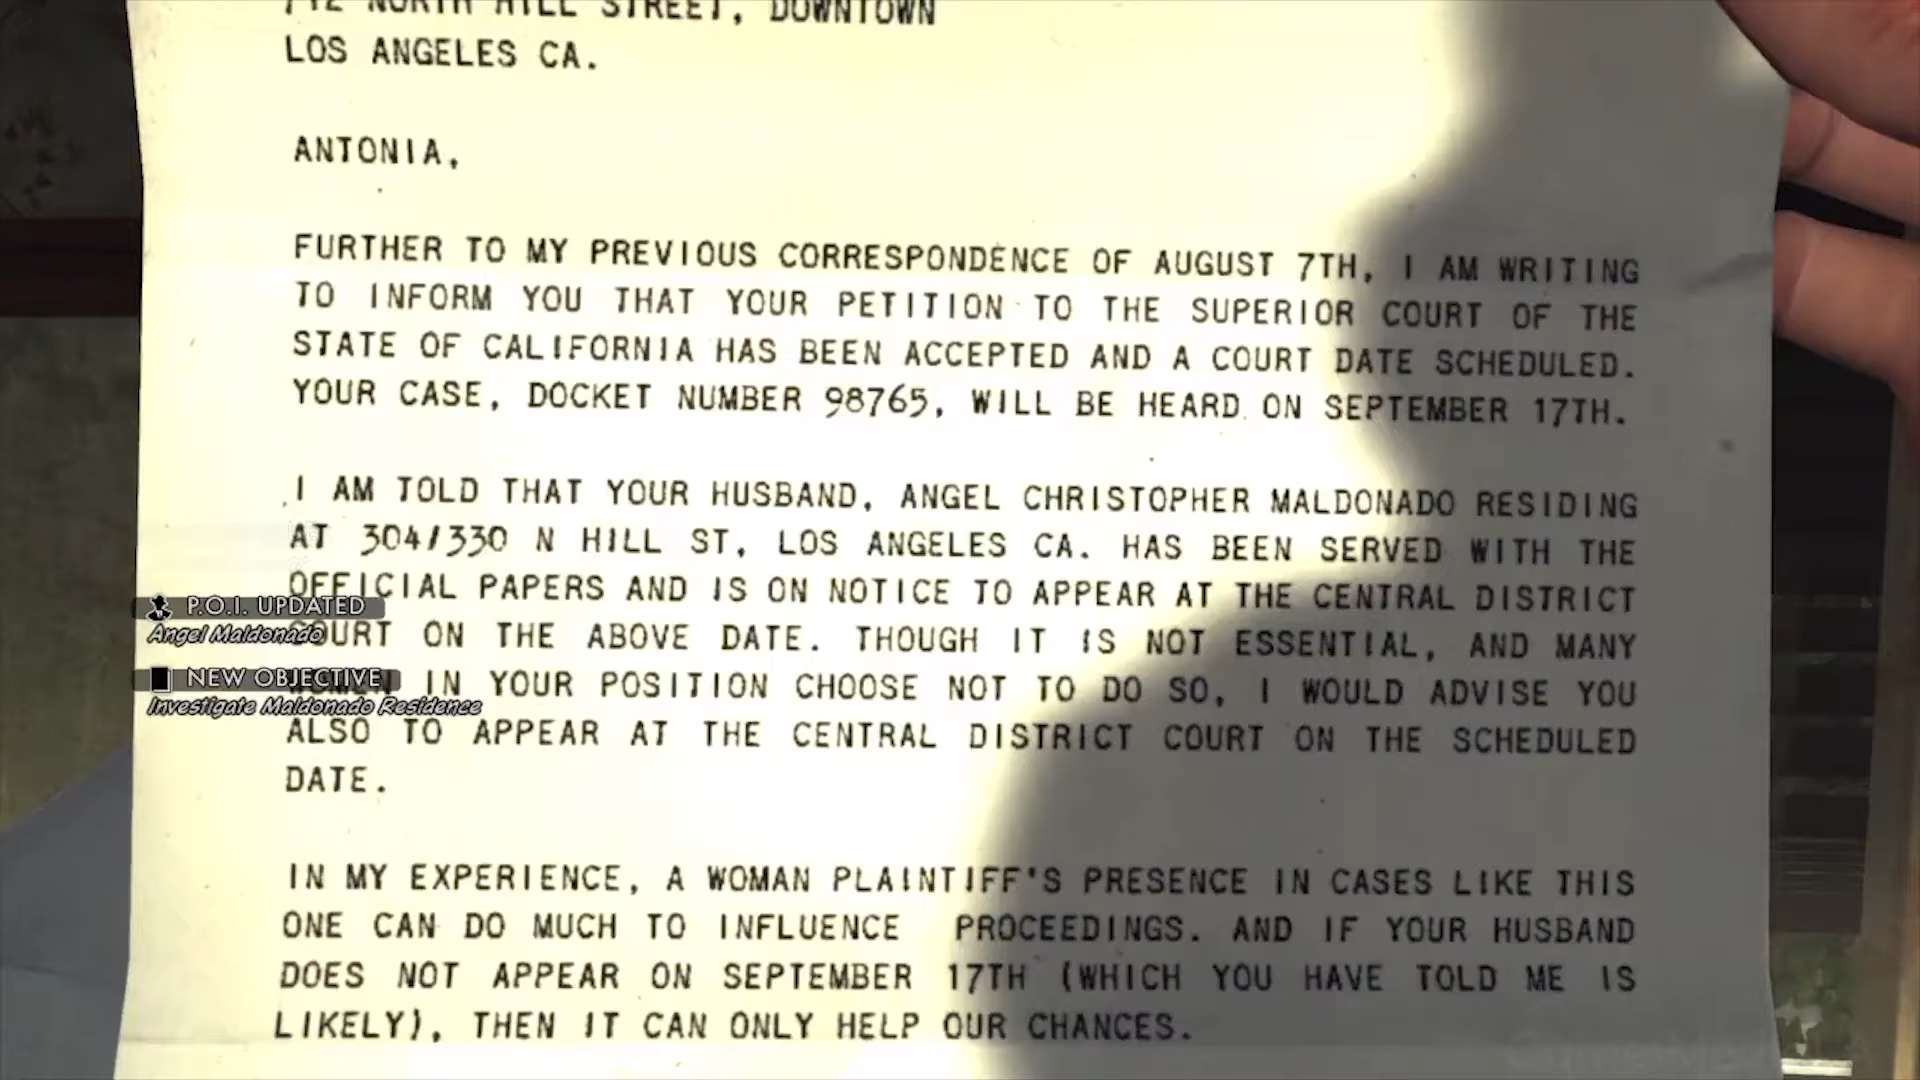 712 NORTH HILL STREET, DOWNTOWN
LOS ANGELES CA.
ANTONIA,
FURTHER TO MY PREVIOUS CORRESPONDENCE OF AUGUST 7TH, I AM WRITING
TO INFORM YOU THAT YOUR PETITION TO THE SUPERIOR COURT OF THE
STATE OF CALIFORNIA HAS BEEN ACCEPTED AND A COURT DATE SCHEDULED.
YOUR CASE, DOCKET NUMBER 98765, WILL BE HEARD ON SEPTEMBER 17TH.
I AM TOLD THAT YOUR HUSBAND, ANGEL CHRISTOPHER MALDONADO RESIDING
AT 304/330 N HILL ST, LOS ANGELES CA. HAS BEEN SERVED WITH THE
OFFICIAL PAPERS AND IS ON NOTICE TO APPEAR AT THE CENTRAL DISTRICT
P.O.I. UPDATED
Angel Maldonado
COURT ON THE ABOVE DATE. THOUGH IT IS NOT ESSENTIAL, AND MANY
NEW OBJECTIVE
Investigate Maldonado Residence
WOMEN IN YOUR POSITION CHOOSE NOT TO DO SO, I WOULD ADVISE YOU
ALSO TO APPEAR AT THE CENTRAL DISTRICT COURT ON THE SCHEDULED
DATE.
IN MY EXPERIENCE, A WOMAN PLAINTIFF'S PRESENCE IN CASES LIKE THIS
ONE CAN DO MUCH TO INFLUENCE PROCEEDINGS. AND IF YOUR HUSBAND
DOES NOT APPEAR ON SEPTEMBER 17TH (WHICH YOU HAVE TOLD ME IS
LIKELY), THEN IT CAN ONLY HELP OUR CHANCES.